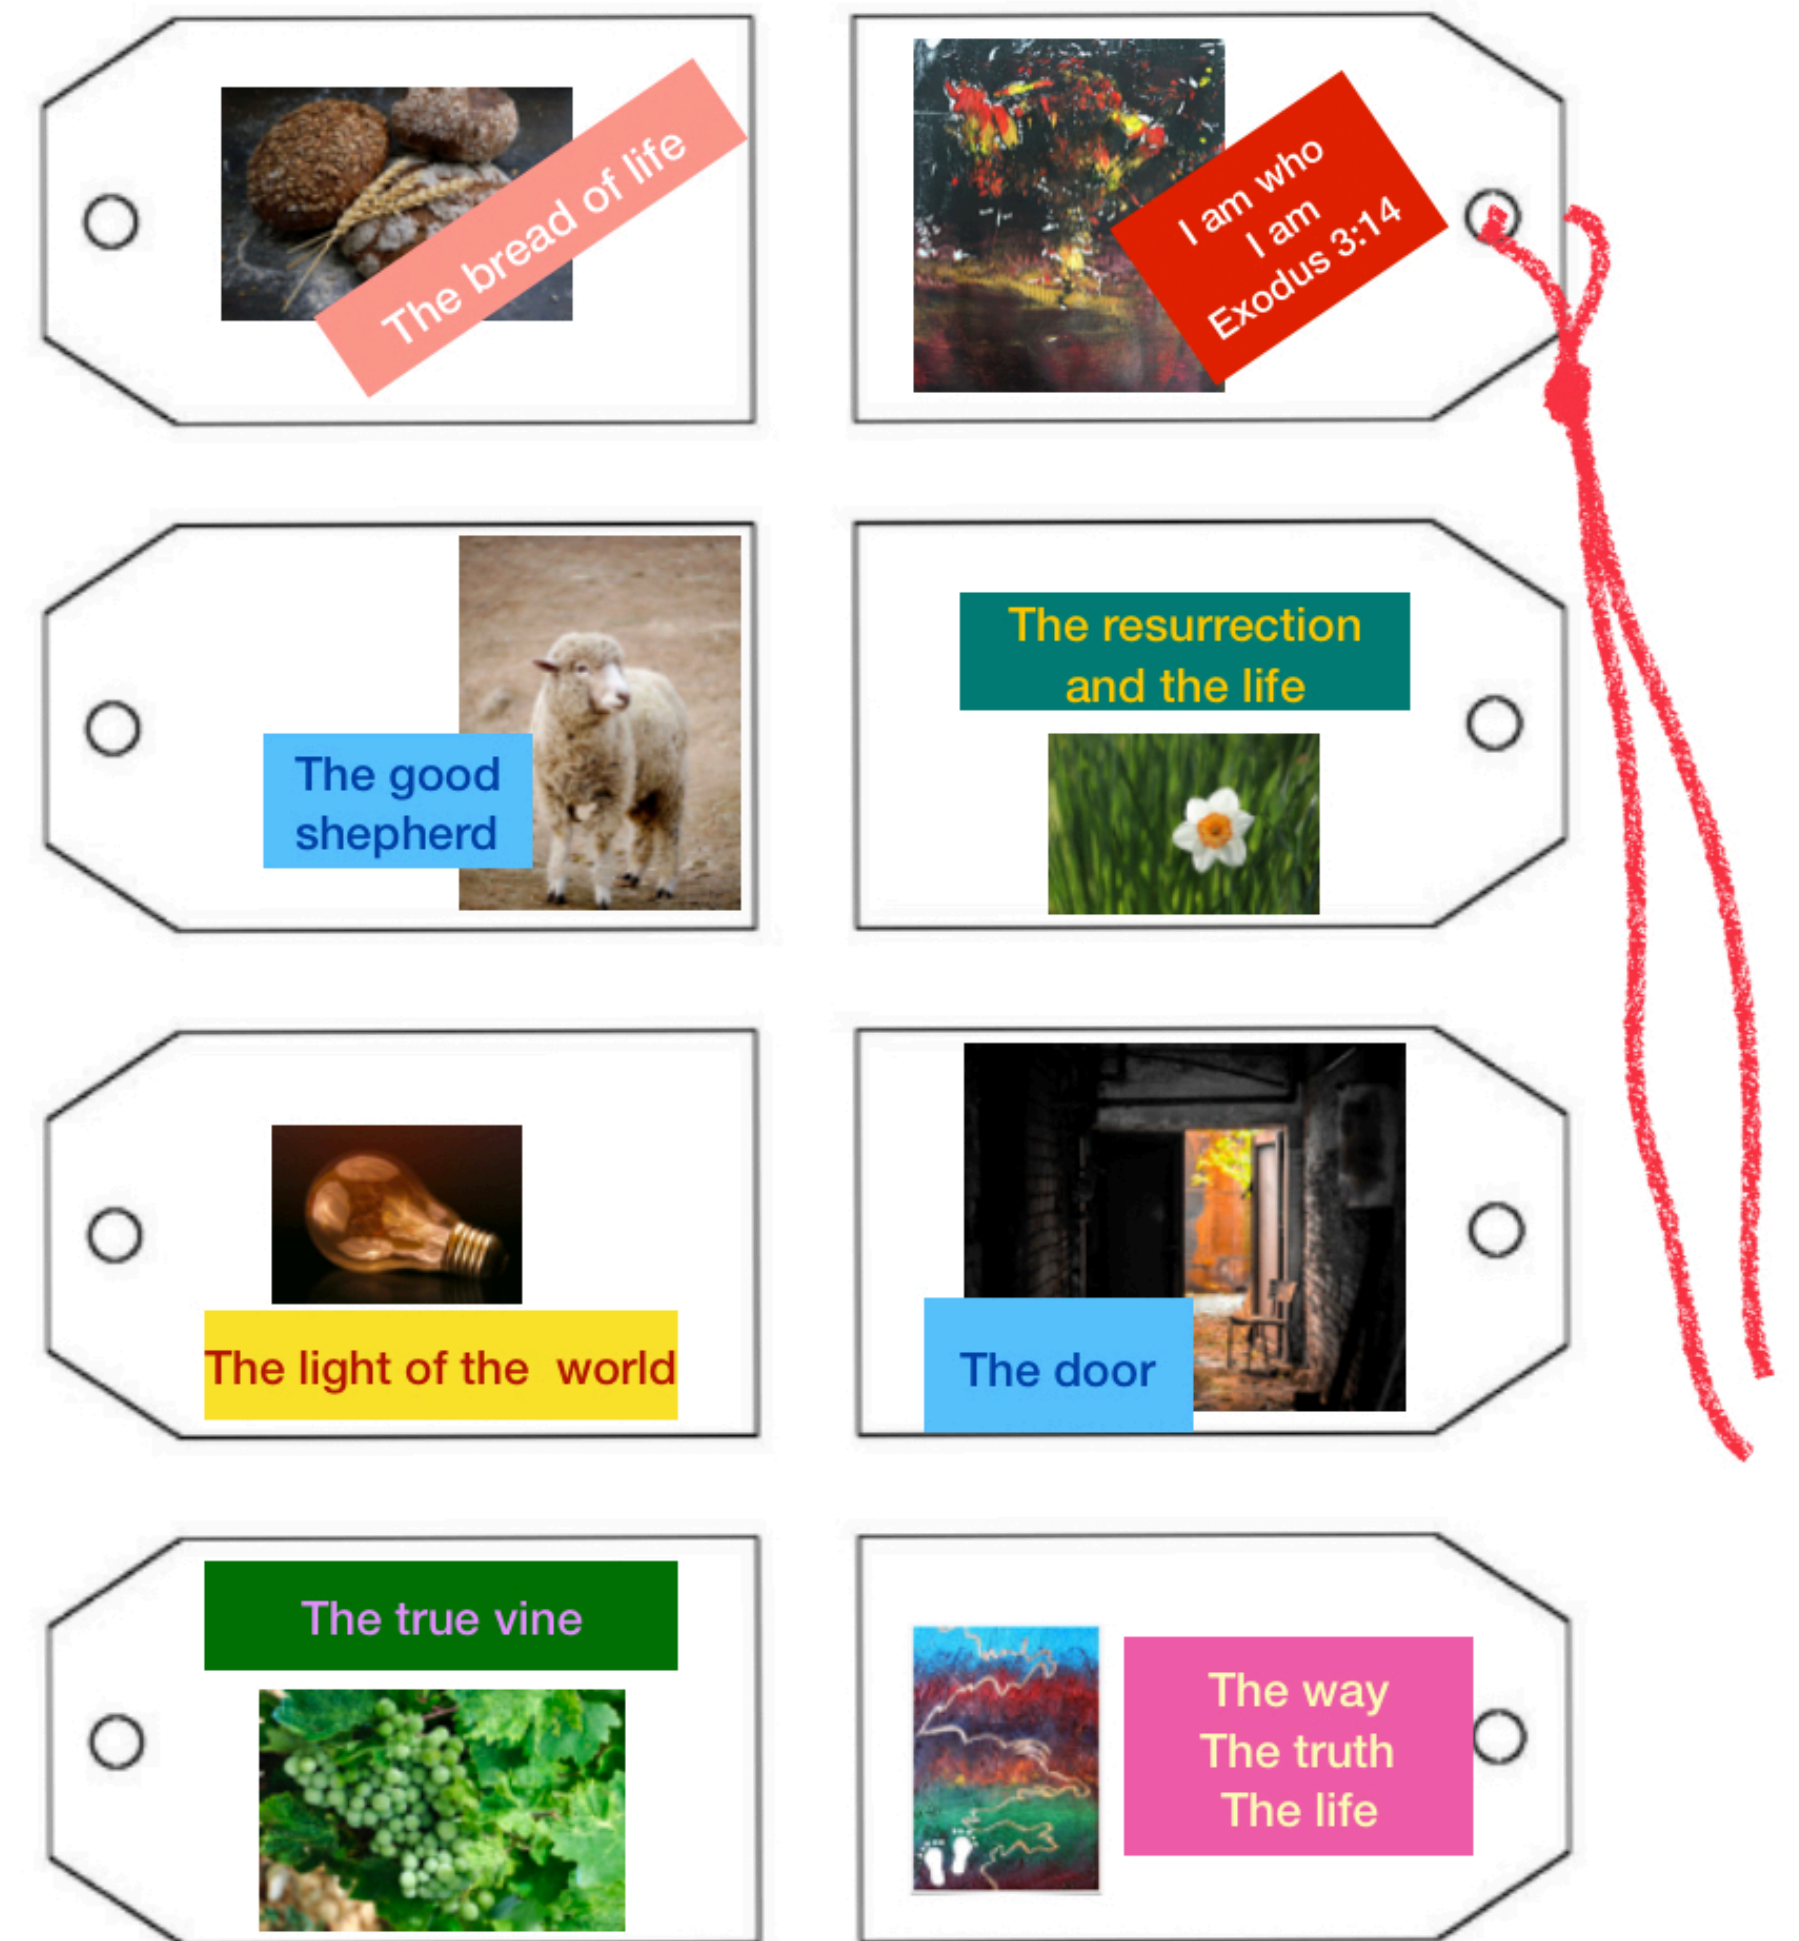 The bread of life
I am who
I am
Exodus 3:14
The good
shepherd
The resurrection
and the life
The light of the  world
The door
The true vine
The way
The truth
The life